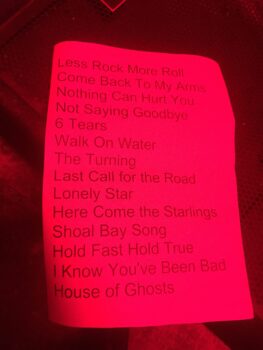 Less Rock More Roll
Come Back To My Arms
Nothing Can Hurt You
Not Saying Goodbye
6 Tears
Walk On Water
The Turning
Last Call for the Road
Lonely Star
Here Come the Starlings
Shoal Bay Song
Hold Fast Hold True
I Know You've Been Bad
House of Ghosts